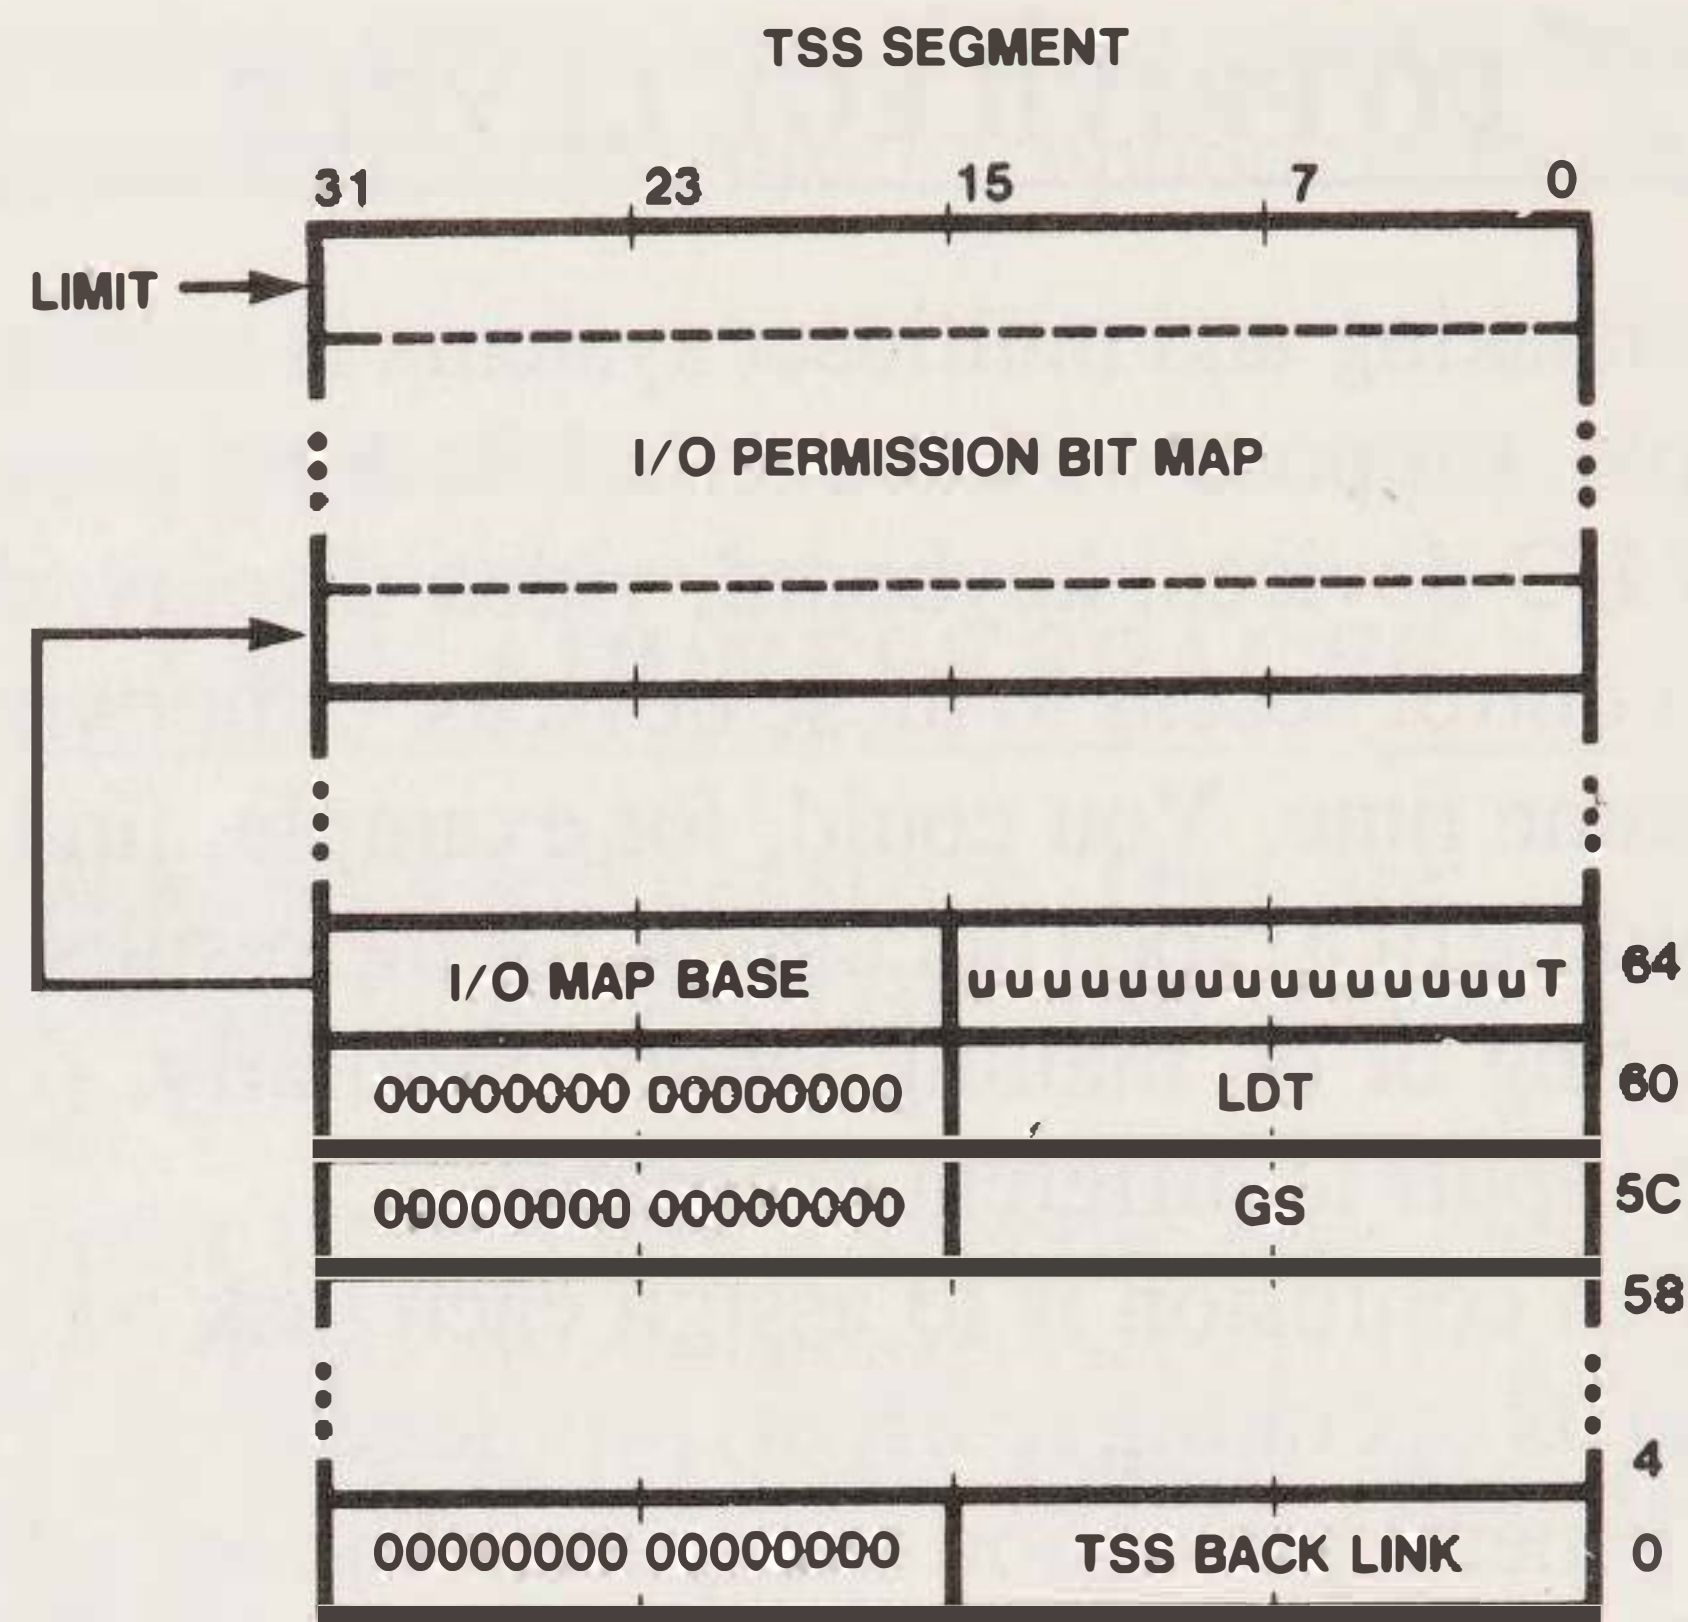 TSS SEGMENT
31 23 15 7 0
LIMIT
I/O PERMISSION BIT MAP
I/O MAP BASE uuuuuuuuuuuuuuuT 64
00000000 00000000 LDT 60
00000000 00000000 GS 5C
58
4
00000000 00000000 TSS BACK LINK 0